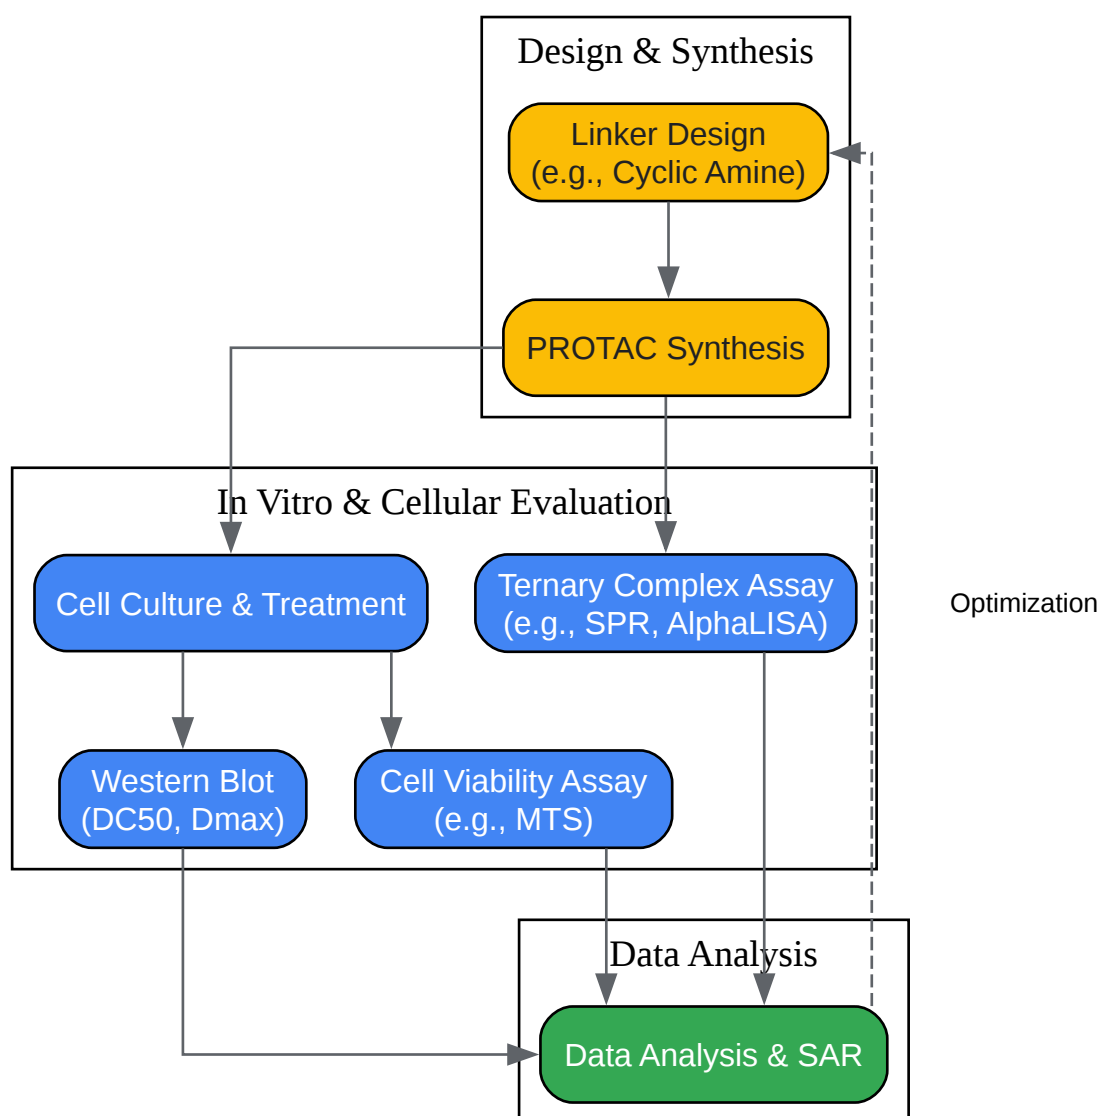 Design & Synthesis
Linker Design
(e.g., Cyclic Amine)
PROTAC Synthesis
In Vitro & Cellular Evaluation
Cell Culture & Treatment
Ternary Complex Assay
(e.g., SPR, AlphaLISA)
Optimization
Western Blot
(DC50, Dmax)
Cell Viability Assay
(e.g., MTS)
Data Analysis
Data Analysis & SAR